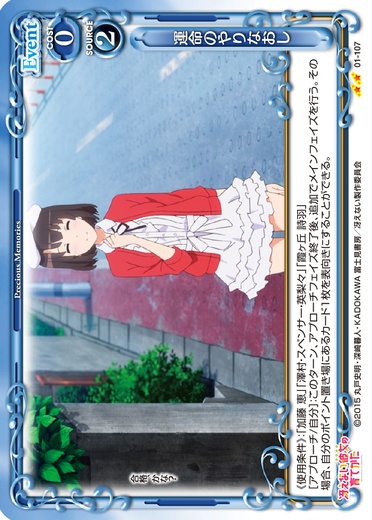 Event
COST
0
SOURCE
2
運命のやりなおし
Precious Memories
合格、かな?
《使用条件》:「加藤 恵」「澤村・スペンサー・英梨々」「霞ヶ丘 詩羽」
[アプローチ/自分]:このターン、アプローチフェイズ終了後、追加でメインフェイズを行う。その
場合、自分のポイント置き場にあるカード1枚を表向きにすることができる。
冴えない彼女の
育てかた
©2015 丸戸史明・深崎暮人・KADOKAWA 富士見書房/冴えない製作委員会
01-107